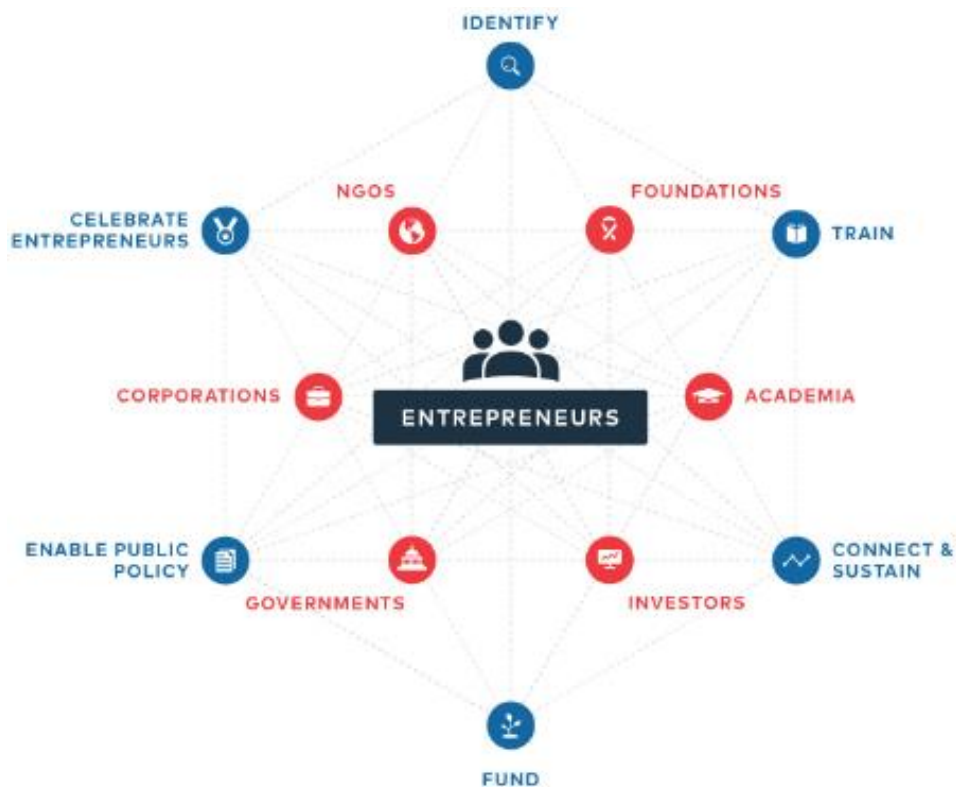 IDENTIFY
NGOS
FOUNDATIONS
CELEBRATE
ENTREPRENEURS
TRAIN
CORPORATIONS
ENTREPRENEURS
ACADEMIA
ENABLE PUBLIC
POLICY
CONNECT &
SUSTAIN
GOVERNMENTS
INVESTORS
FUND